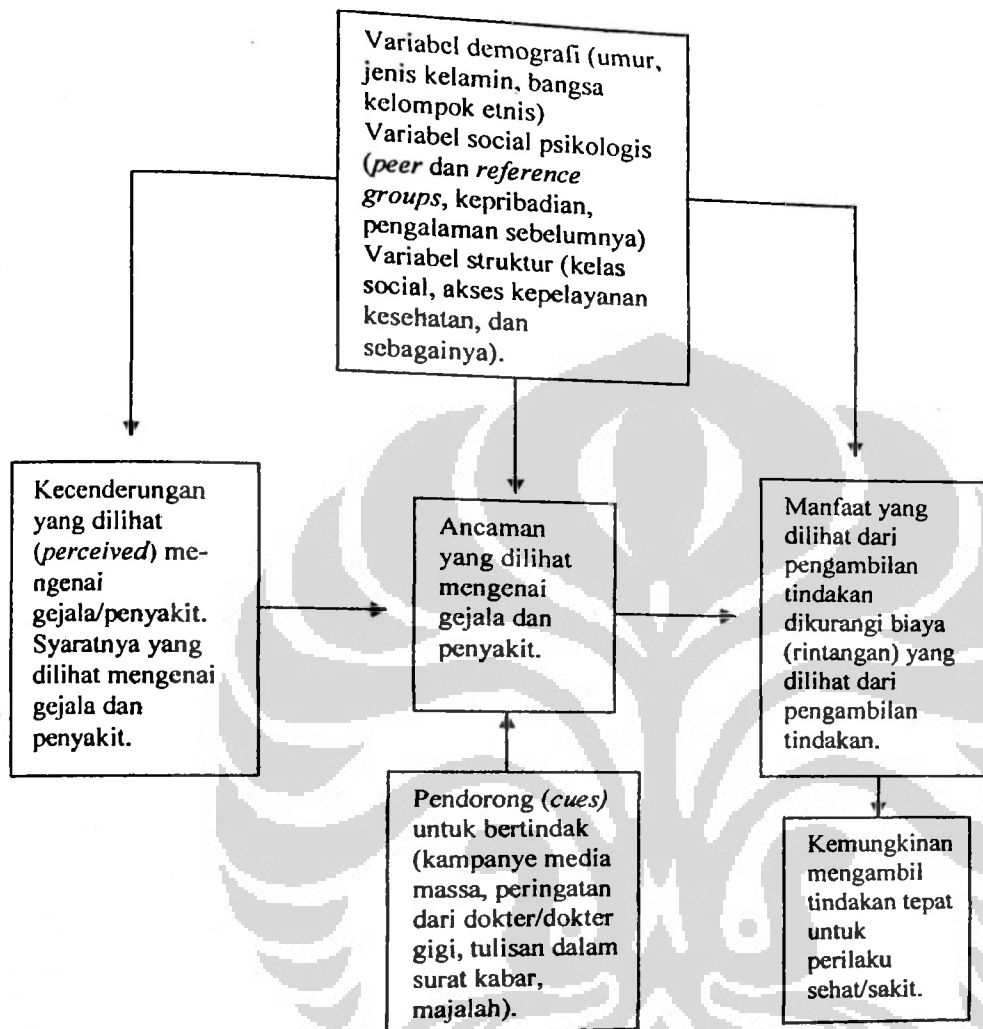 Variabel demografi (umur,
jenis kelamin, bangsa
kelompok etnis)
Variabel social psikologis
(peer dan reference
groups, kepribadian,
pengalaman sebelumnya)
Variabel struktur (kelas
social, akses kepelayanan
kesehatan, dan
sebagainya).
Kecenderungan
yang dilihat
(perceived) me-
ngenai
gejala/penyakit.
Syaratnya yang
dilihat mengenai
gejala dan
penyakit.
Ancaman
yang dilihat
mengenai
gejala dan
penyakit.
Manfaat yang
dilihat dari
pengambilan
tindakan
dikurangi biaya
(rintangan) yang
dilihat dari
pengambilan
tindakan.
Pendorong (cues)
untuk bertindak
(kampanye media
massa, peringatan
dari dokter/dokter
gigi, tulisan dalam
surat kabar,
majalah).
Kemungkinan
mengambil
tindakan tepat
untuk
perilaku
sehat/sakit.